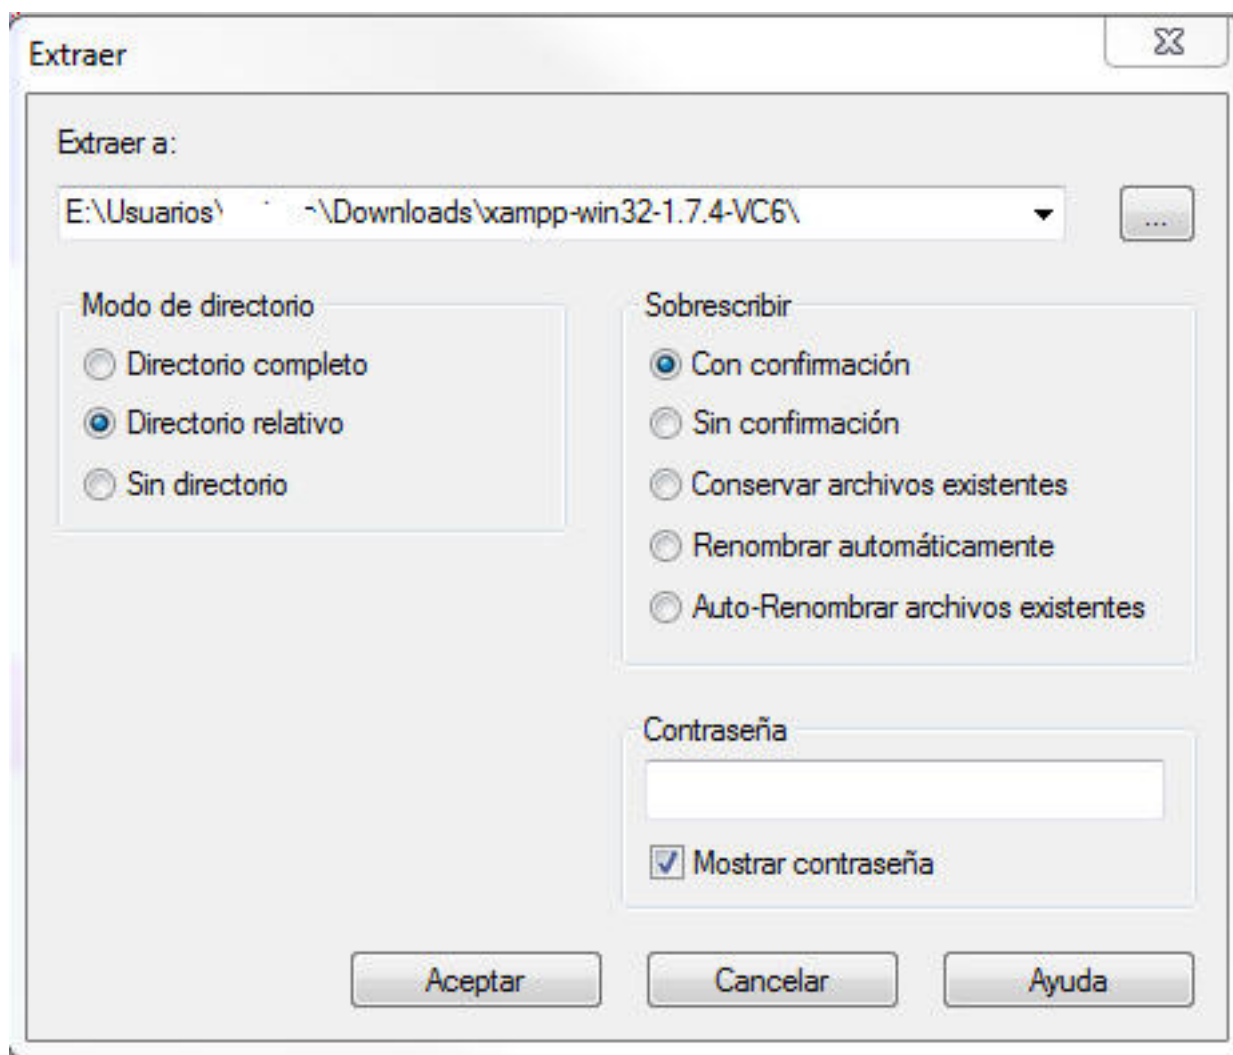 Extraer
Extraer a:
E:\Usuarios\ \Downloads\xampp-win32-1.7.4-VC6\
...
Modo de directorio
Directorio completo
Directorio relativo
Sin directorio
Sobrescribir
Con confirmación
Sin confirmación
Conservar archivos existentes
Renombrar automáticamente
Auto-Renombrar archivos existentes
Contraseña
Mostrar contraseña
Aceptar
Cancelar
Ayuda